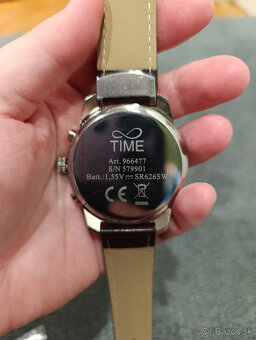 TIME
Art. 966477
S/N 579901
Batt.:1,55V ⎓ SR626SW
CE
Bazos.sk